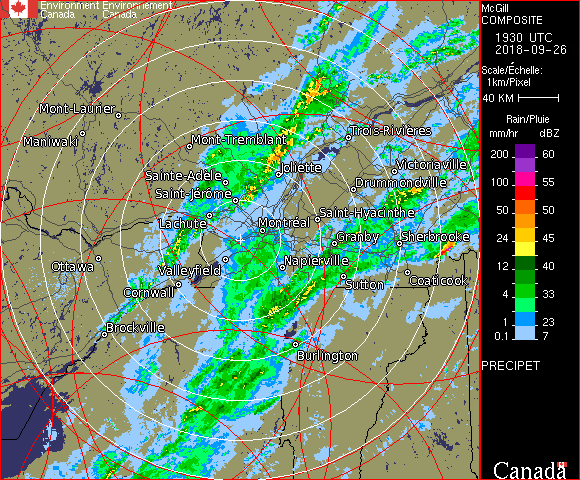 Environment Environnement
Canada Canada
McGill
COMPOSITE
1930 UTC
2018-09-26
Scale/Échelle:
1km/Pixel
40 KM
Rain/Pluie
mm/hr dBZ
200 60
100 55
50 50
24 45
12 40
4 33
1 23
0.1 7
PRECIPET
Canada
Mont-Laurier
Maniwaki
Mont-Tremblant
Trois-Rivières
Sainte-Adèle
Joliette
Victoriaville
Saint-Jérôme
Drummondville
Lachute
Montréal
Saint-Hyacinthe
Granby
Sherbrooke
Ottawa
Valleyfield
Napierville
Cornwall
Sutton
Coaticook
Brockville
Burlington